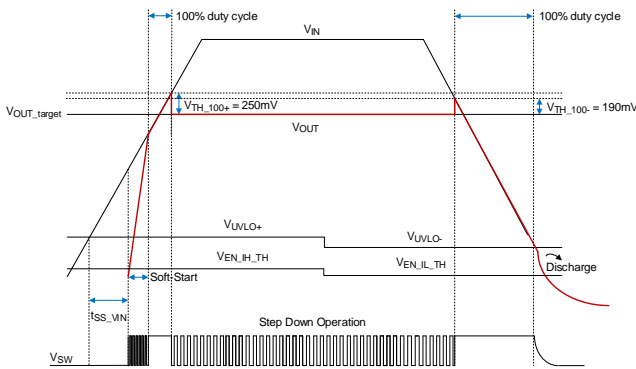 100% duty cycle
100% duty cycle
VIN
VTH_100+ = 250mV
VTH_100- = 190mV
VOUT_target
VOUT
VUVLO+
VUVLO-
VEN_IH_TH
VEN_IL_TH
Discharge
Soft-Start
tSS_VIN
Step Down Operation
VSW